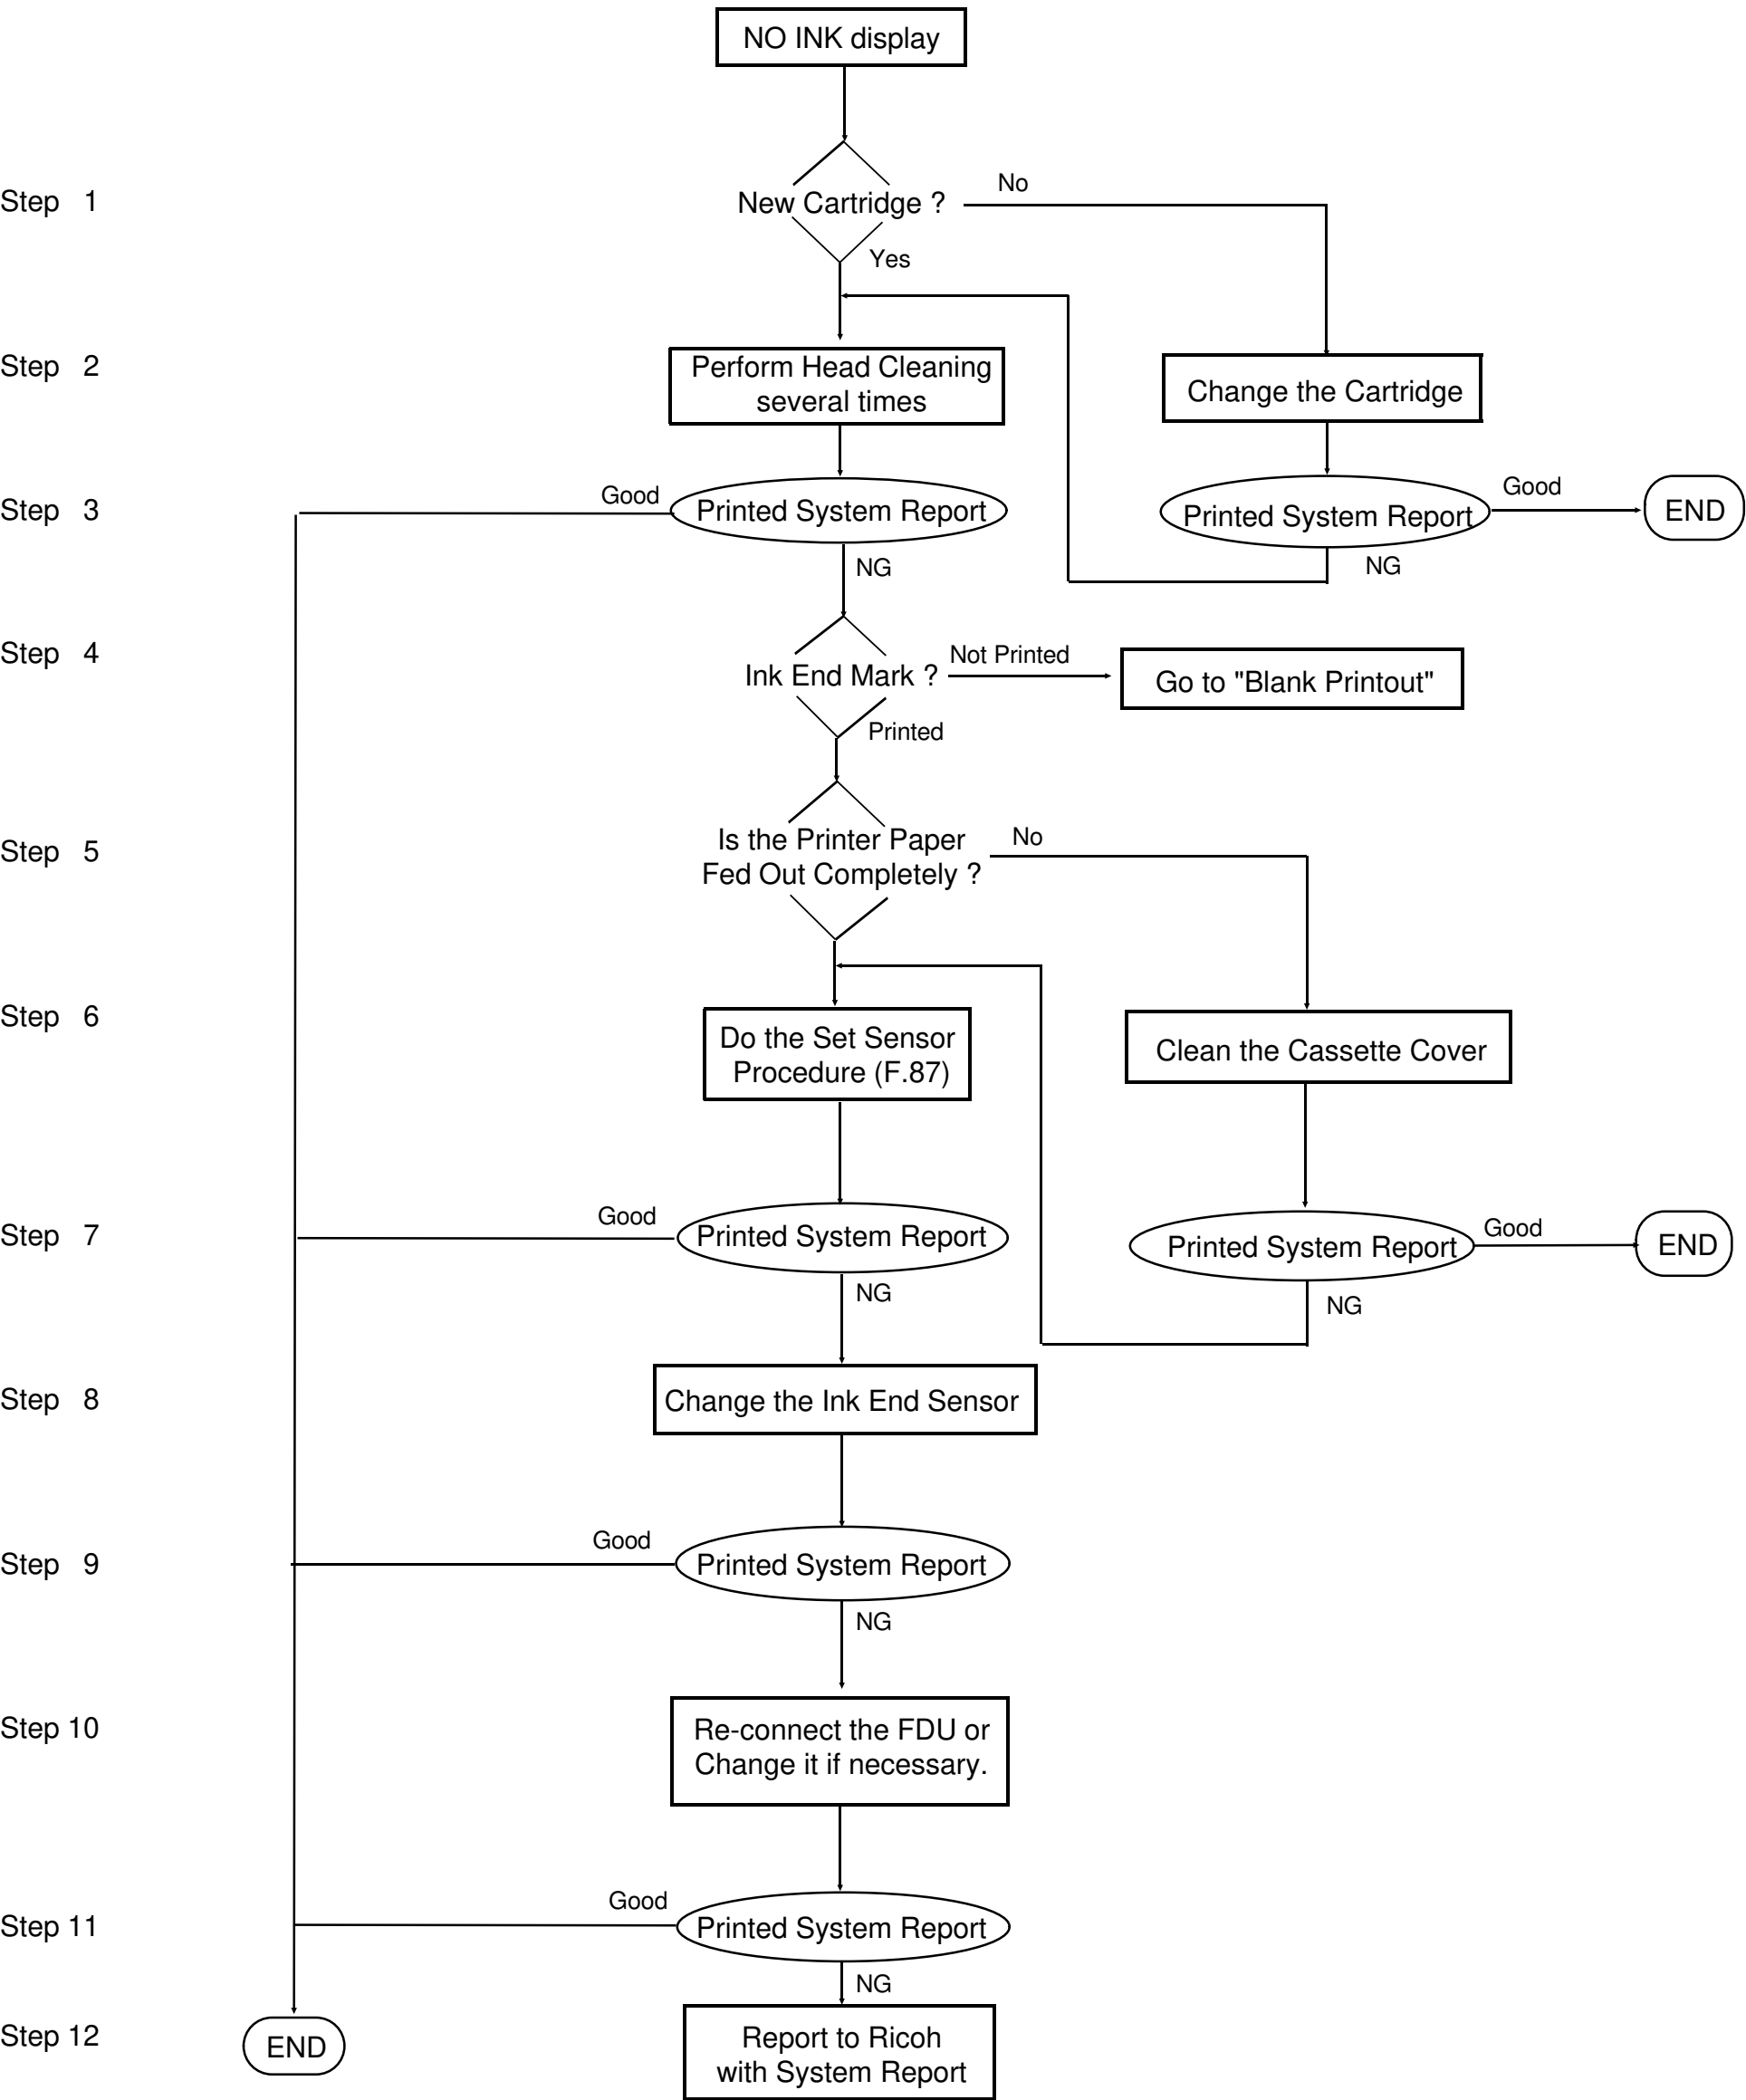 NO INK display
Step 1
New Cartridge ?
No
Yes
Step 2
Perform Head Cleaning
several times
Change the Cartridge
Step 3
Good
Printed System Report
NG
Printed System Report
Good
END
NG
Step 4
Ink End Mark ?
Not Printed
Go to "Blank Printout"
Printed
Step 5
Is the Printer Paper
Fed Out Completely ?
No
Step 6
Do the Set Sensor
Procedure (F.87)
Clean the Cassette Cover
Step 7
Good
Printed System Report
NG
Printed System Report
Good
END
NG
Step 8
Change the Ink End Sensor
Step 9
Good
Printed System Report
NG
Step 10
Re-connect the FDU or
Change it if necessary.
Step 11
Good
Printed System Report
NG
Step 12
END
Report to Ricoh
with System Report